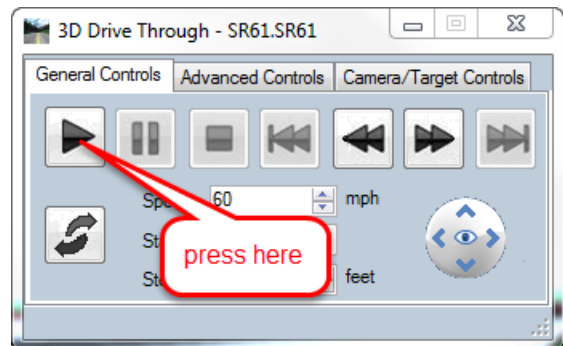 3D Drive Through - SR61.SR61
General Controls Advanced Controls Camera/Target Controls
60 mph
press here
feet